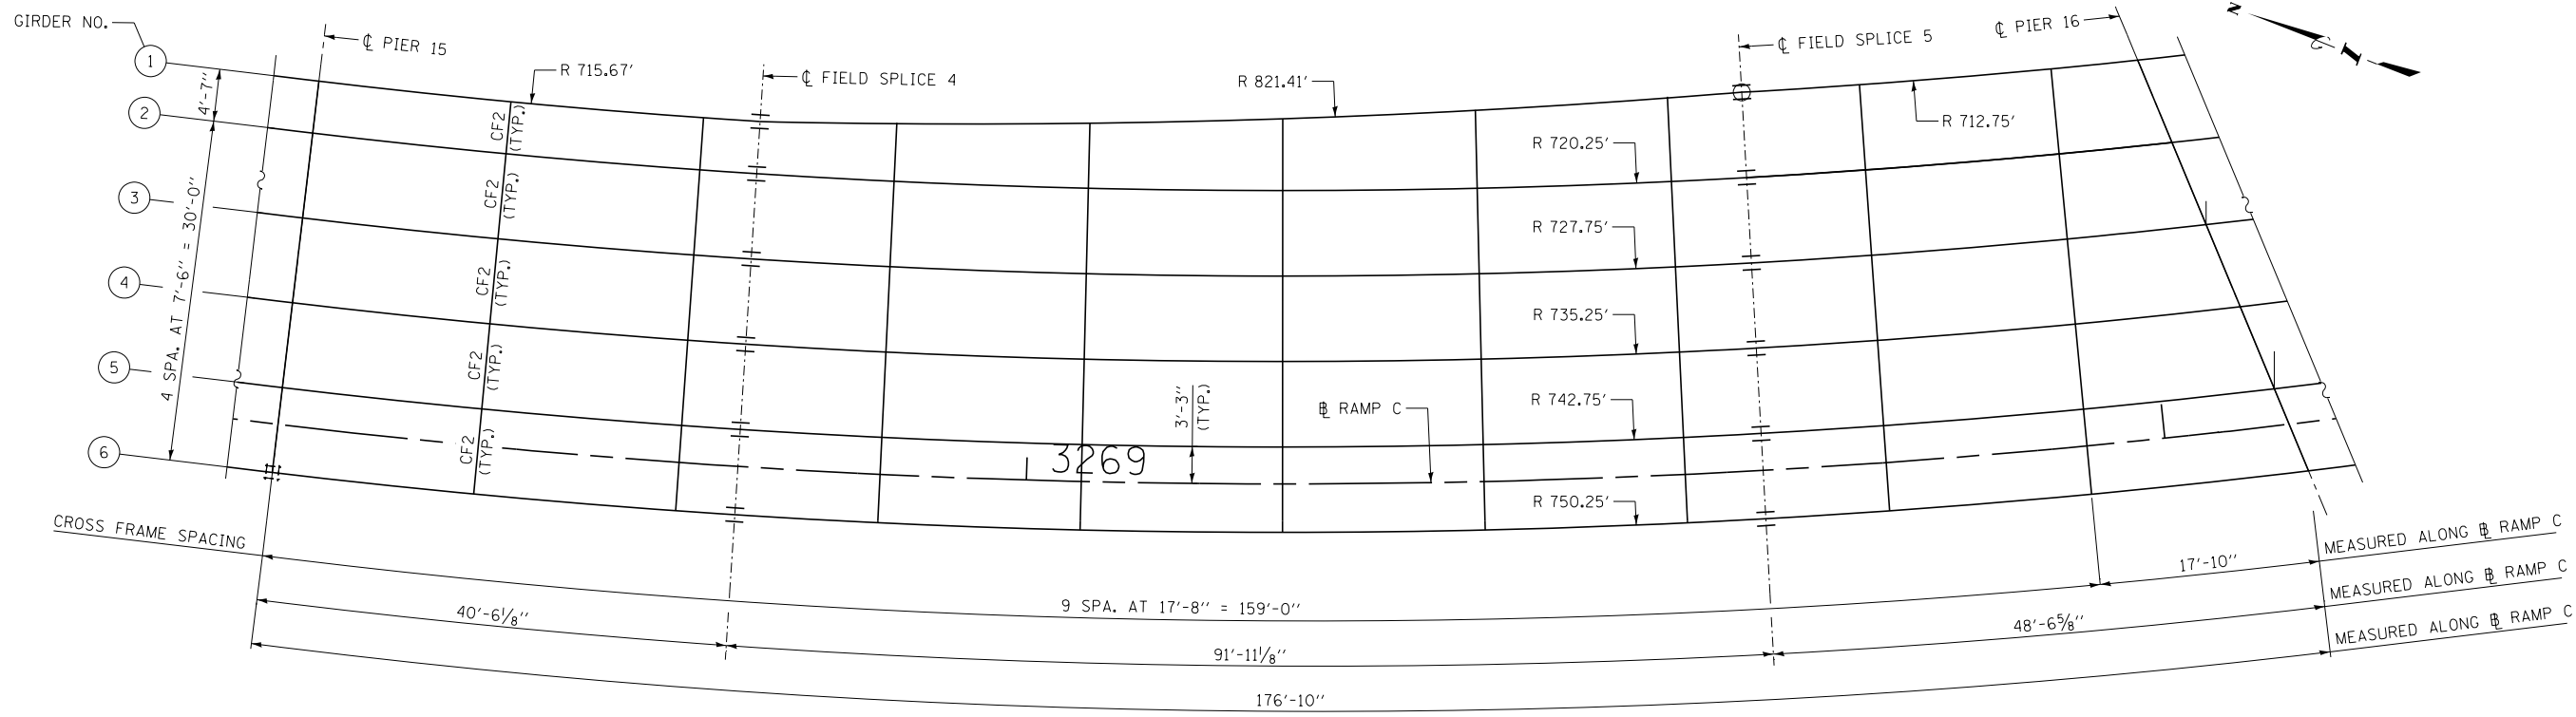 GIRDER NO.
1
2
3
4
5
6
4'-7"
4 SPA. AT 7'-6" = 30'-0"
℄ PIER 15
R 715.67'
℄ FIELD SPLICE 4
R 821.41'
℄ FIELD SPLICE 5
℄ PIER 16
N
R 712.75'
CF2
(TYP.)
CF2
(TYP.)
CF2
(TYP.)
CF2
(TYP.)
CF2
(TYP.)
R 720.25'
R 727.75'
R 735.25'
R 742.75'
R 750.25'
3'-3"
(TYP.)
B̲L RAMP C
3269
CROSS FRAME SPACING
9 SPA. AT 17'-8" = 159'-0"
17'-10"
MEASURED ALONG BL RAMP C
40'-6⅛"
91'-11⅛"
48'-6⅝"
MEASURED ALONG BL RAMP C
176'-10"
MEASURED ALONG BL RAMP C